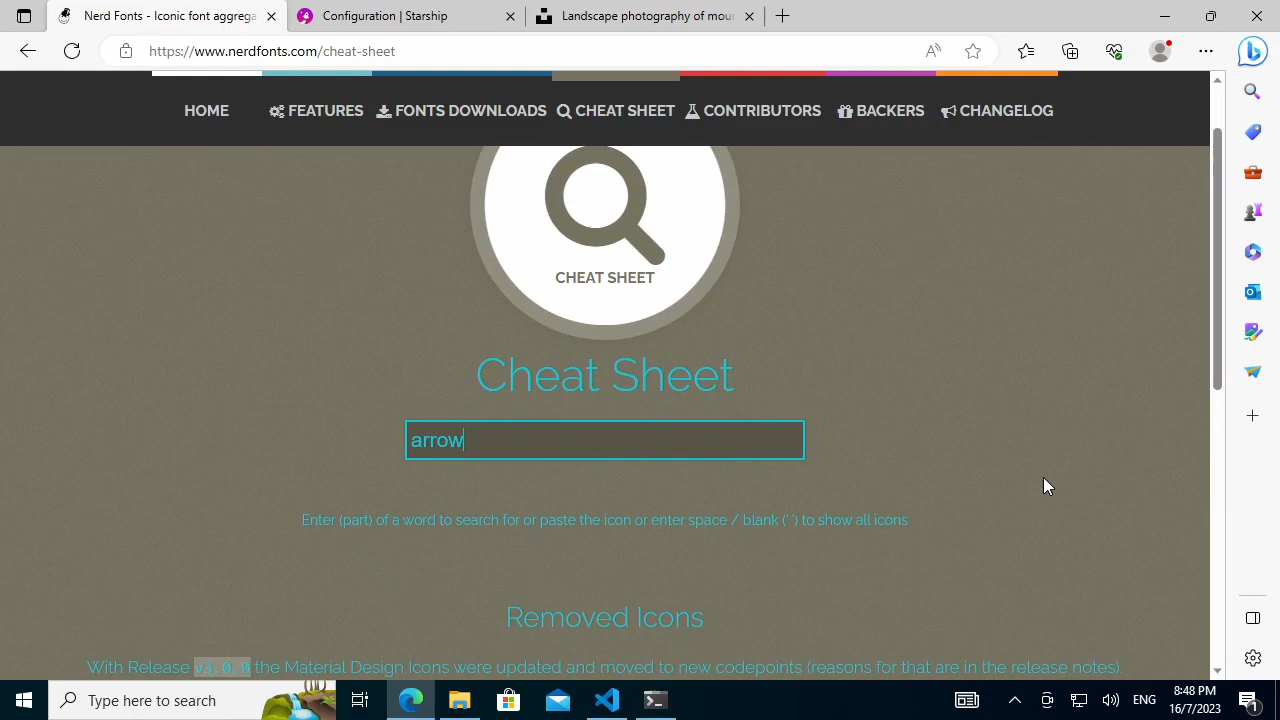 Nerd Fonts - Iconic font aggrega
Configuration | Starship
Landscape photography of mour
https://www.nerdfonts.com/cheat-sheet
HOME
FEATURES
FONTS DOWNLOADS
CHEAT SHEET
CONTRIBUTORS
BACKERS
CHANGELOG
CHEAT SHEET
Cheat Sheet
arrow
Enter (part) of a word to search for or paste the icon or enter space / blank (' ') to show all icons
Removed Icons
With Release v3.0.0 the Material Design Icons were updated and moved to new codepoints (reasons for that are in the release notes).
Type here to search
ENG
8:48 PM
16/7/2023
1